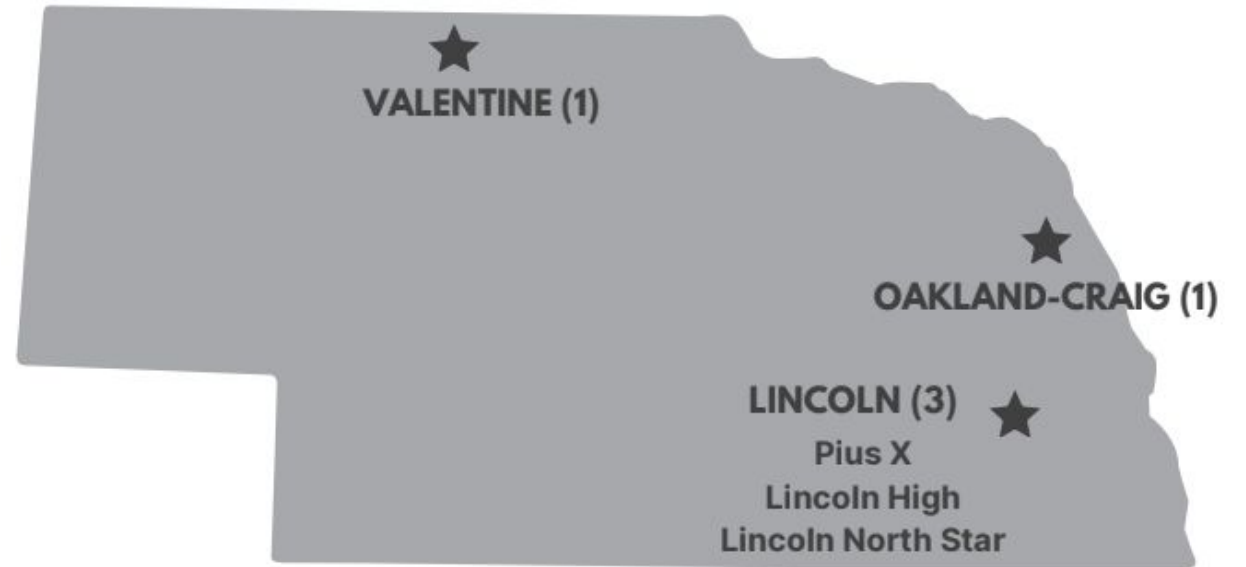 VALENTINE (1)
OAKLAND-CRAIG (1)
LINCOLN (3)
Pius X
Lincoln High
Lincoln North Star